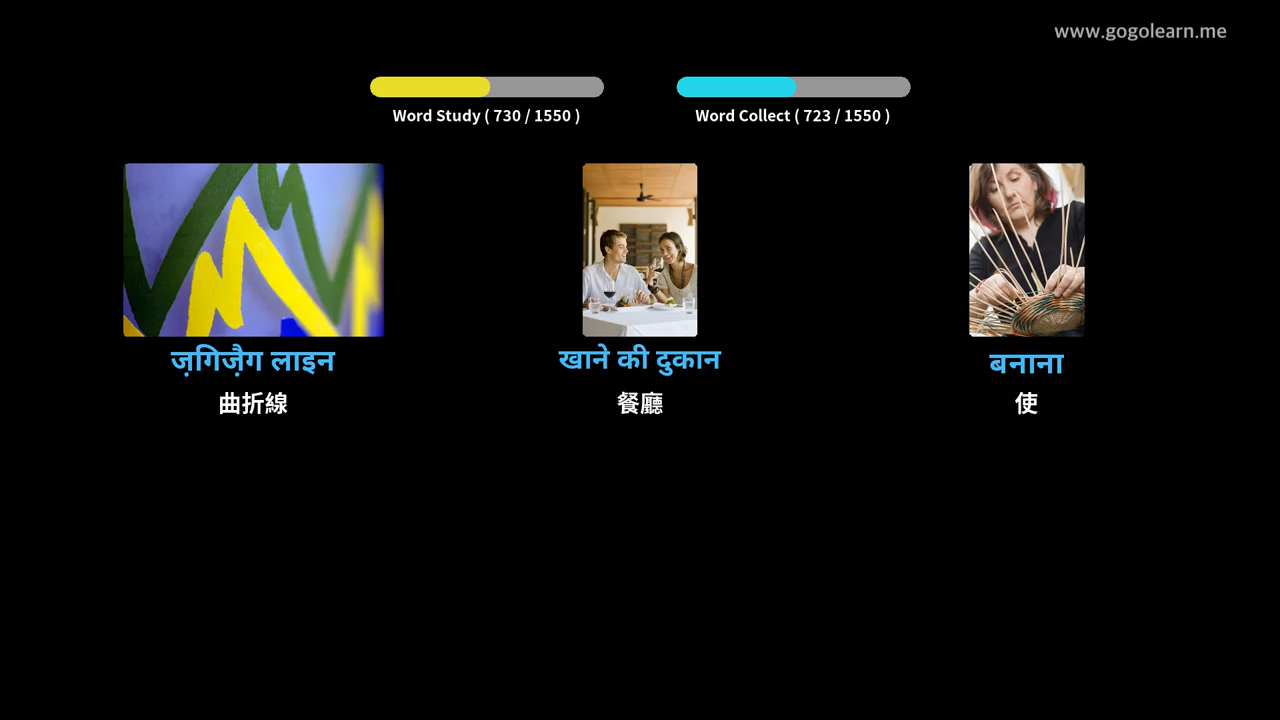 www.gogolearn.me
Word Study ( 730 / 1550 )
Word Collect ( 723 / 1550 )
ज़गिज़ैग लाइन
खाने की दुकान
बनाना
曲折線
餐廳
使